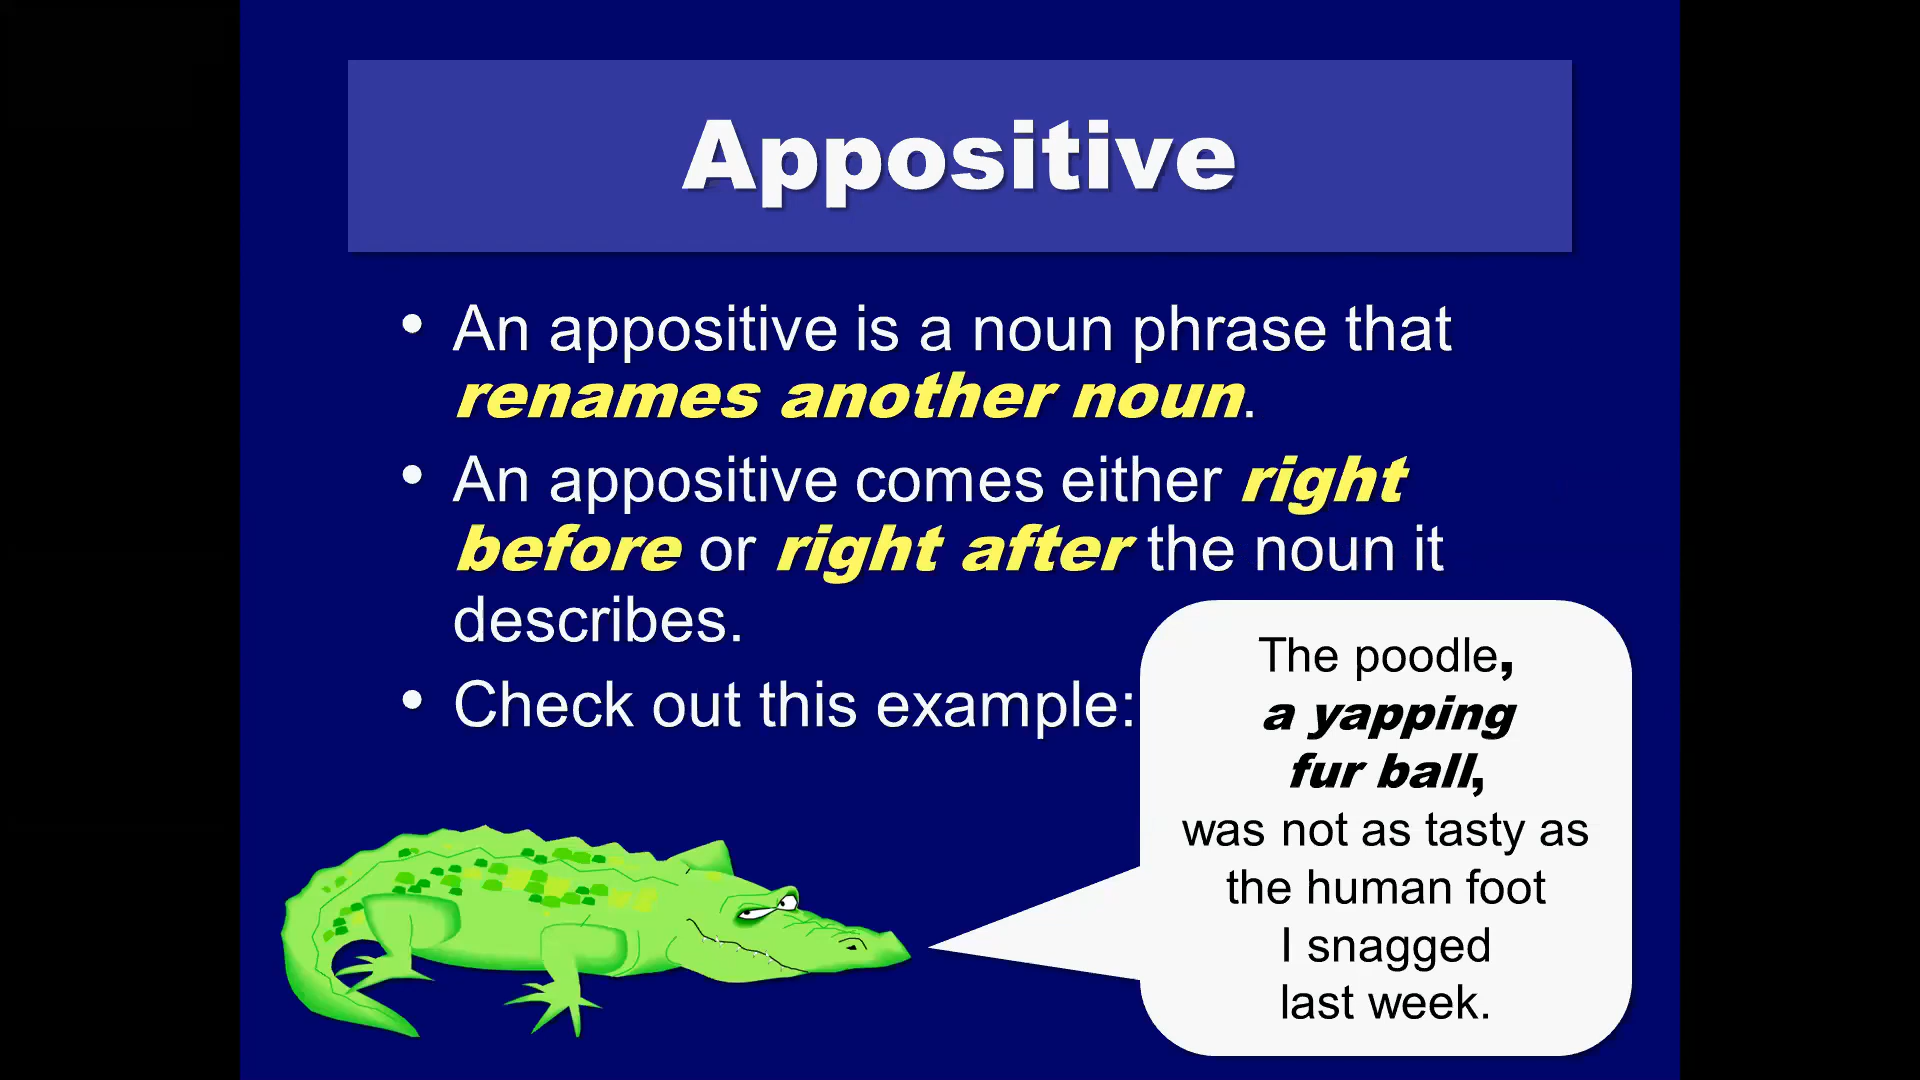 Appositive
• An appositive is a noun phrase that
renames another noun.
• An appositive comes either right
before or right after the noun it
describes.
• Check out this example:
The poodle,
a yapping
fur ball,
was not as tasty as
the human foot
I snagged
last week.